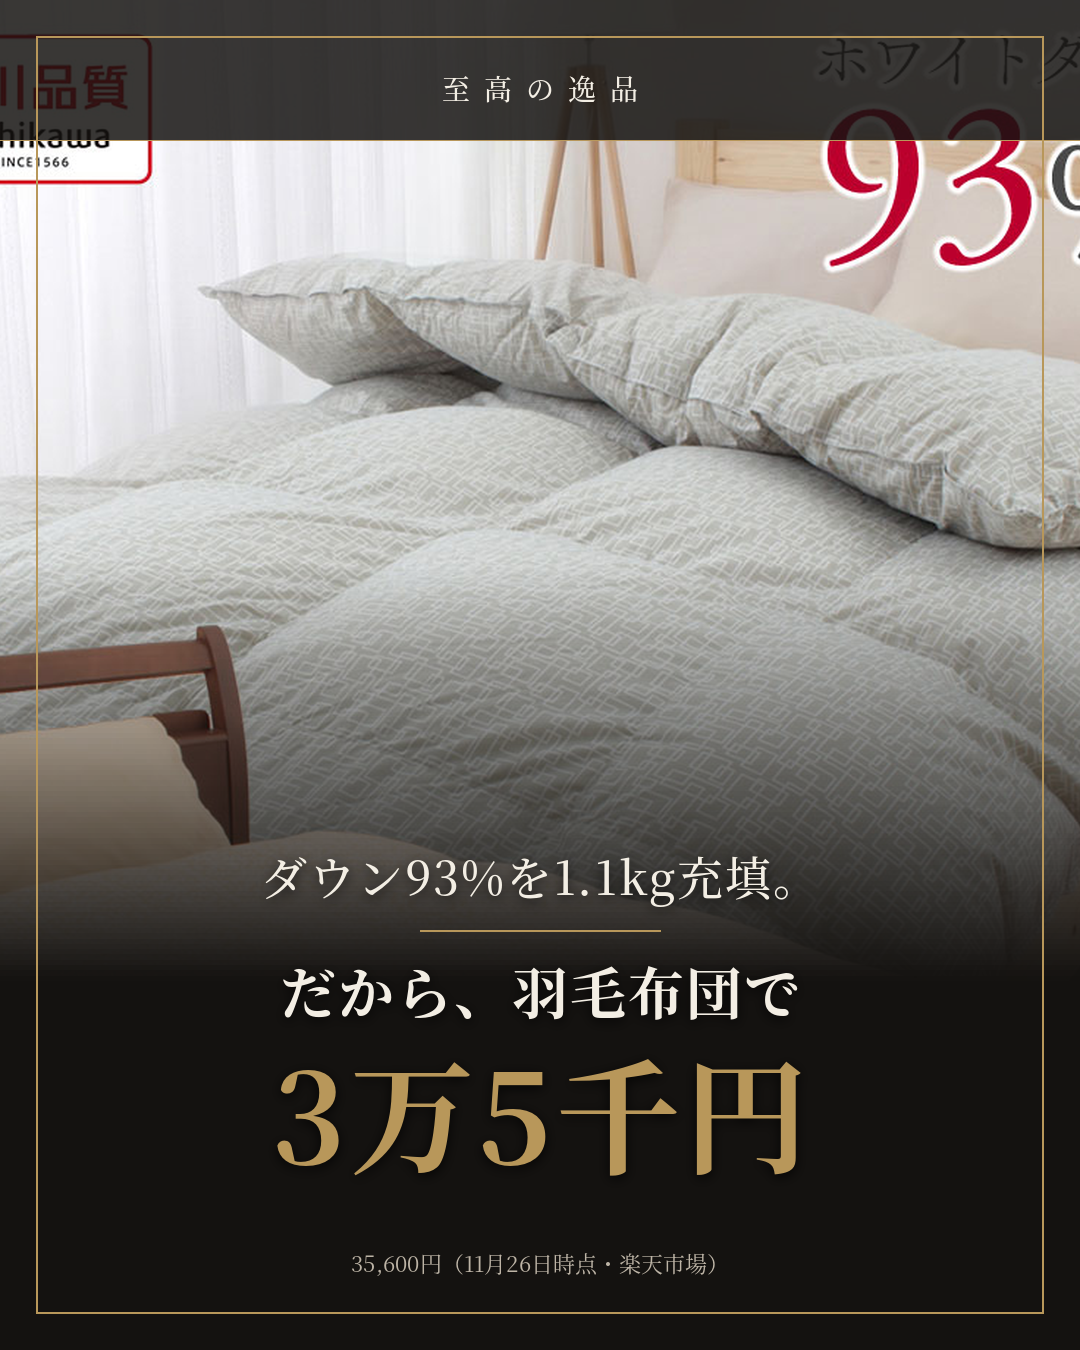 至高の逸品
川品質
hikawa
INCE1566
ホワイトダ
93%
ダウン93%を1.1kg充填。
だから、羽毛布団で
3万5千円
35,600円（11月26日時点・楽天市場）